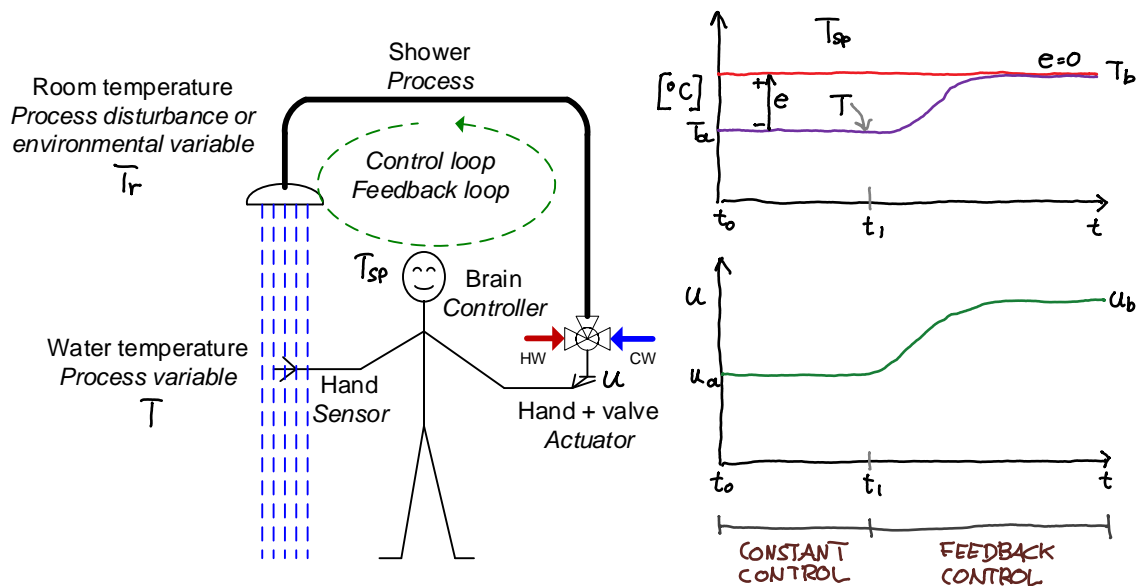 Shower
Process
Room temperature
Process disturbance or
environmental variable
Tr
Control loop
Feedback loop
Tsp
Brain
Controller
HW
CW
Water temperature
Process variable
T
Hand
Sensor
u
Hand + valve
Actuator
Tsp
e=0
Tb
[°C]
+
e
-
T
Ta
t0
t1
t
u
ub
ua
t0
t1
t
CONSTANT
CONTROL
FEEDBACK
CONTROL